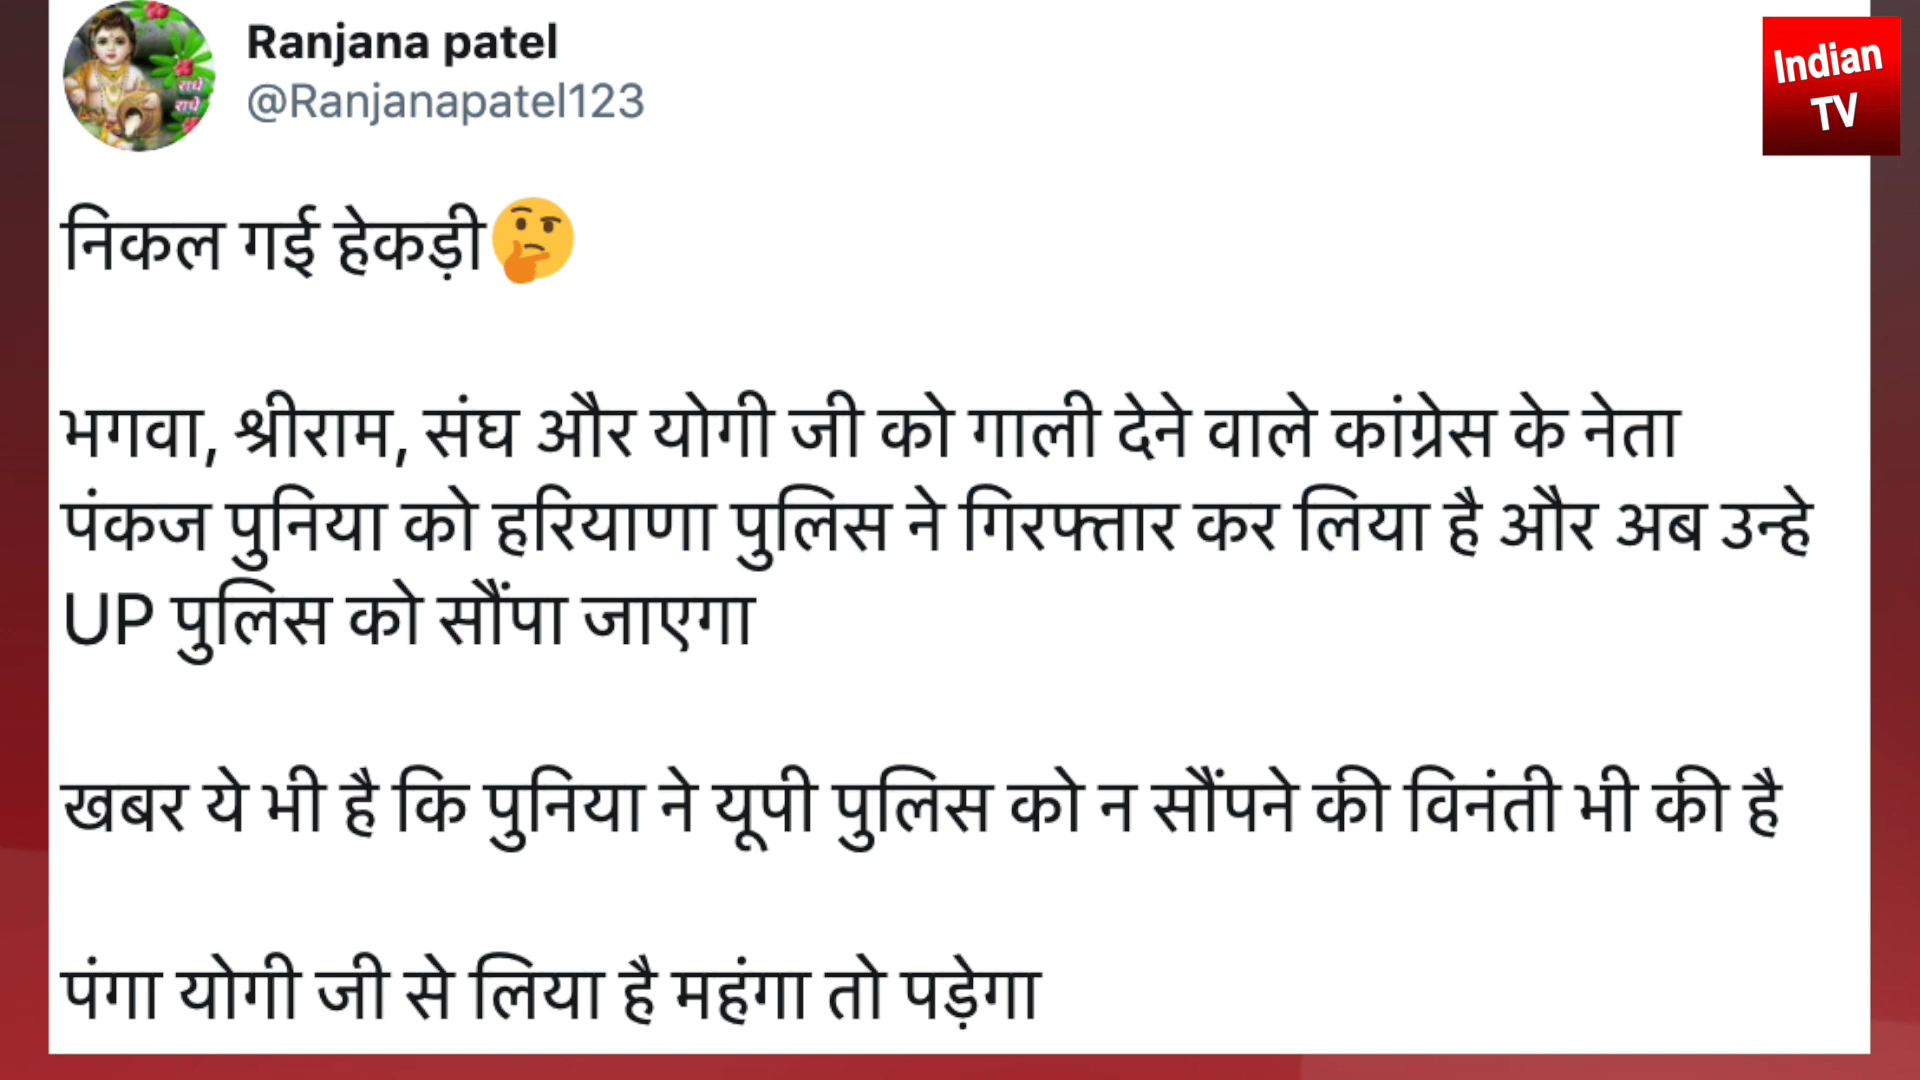 Ranjana patel
@Ranjanapatel123
Indian
TV
राधे
राधे
निकल गई हेकड़ी🤔
भगवा, श्रीराम, संघ और योगी जी को गाली देने वाले कांग्रेस के नेता
पंकज पुनिया को हरियाणा पुलिस ने गिरफ्तार कर लिया है और अब उन्हे
UP पुलिस को सौंपा जाएगा
खबर ये भी है कि पुनिया ने यूपी पुलिस को न सौंपने की विनंती भी की है
पंगा योगी जी से लिया है महंगा तो पड़ेगा